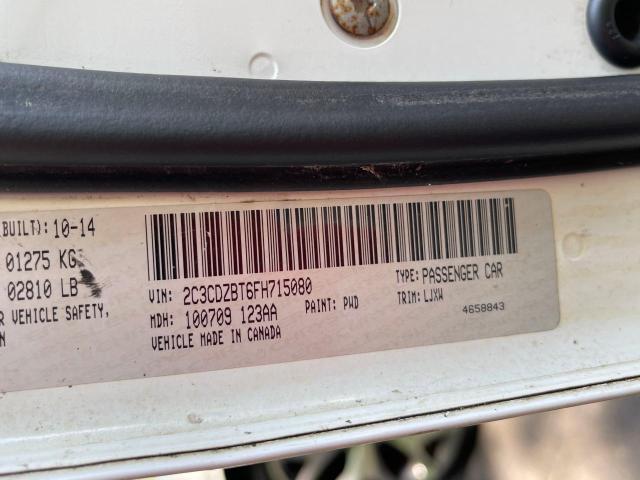 (BUILT): 10-14
01275 KG
02810 LB
VEHICLE SAFETY,
VIN: 2C3CDZBT6FH715080
TYPE: PASSENGER CAR
MDH: 100709 123AA
PAINT: PWD
TRIM: LJXW
VEHICLE MADE IN CANADA
4658843